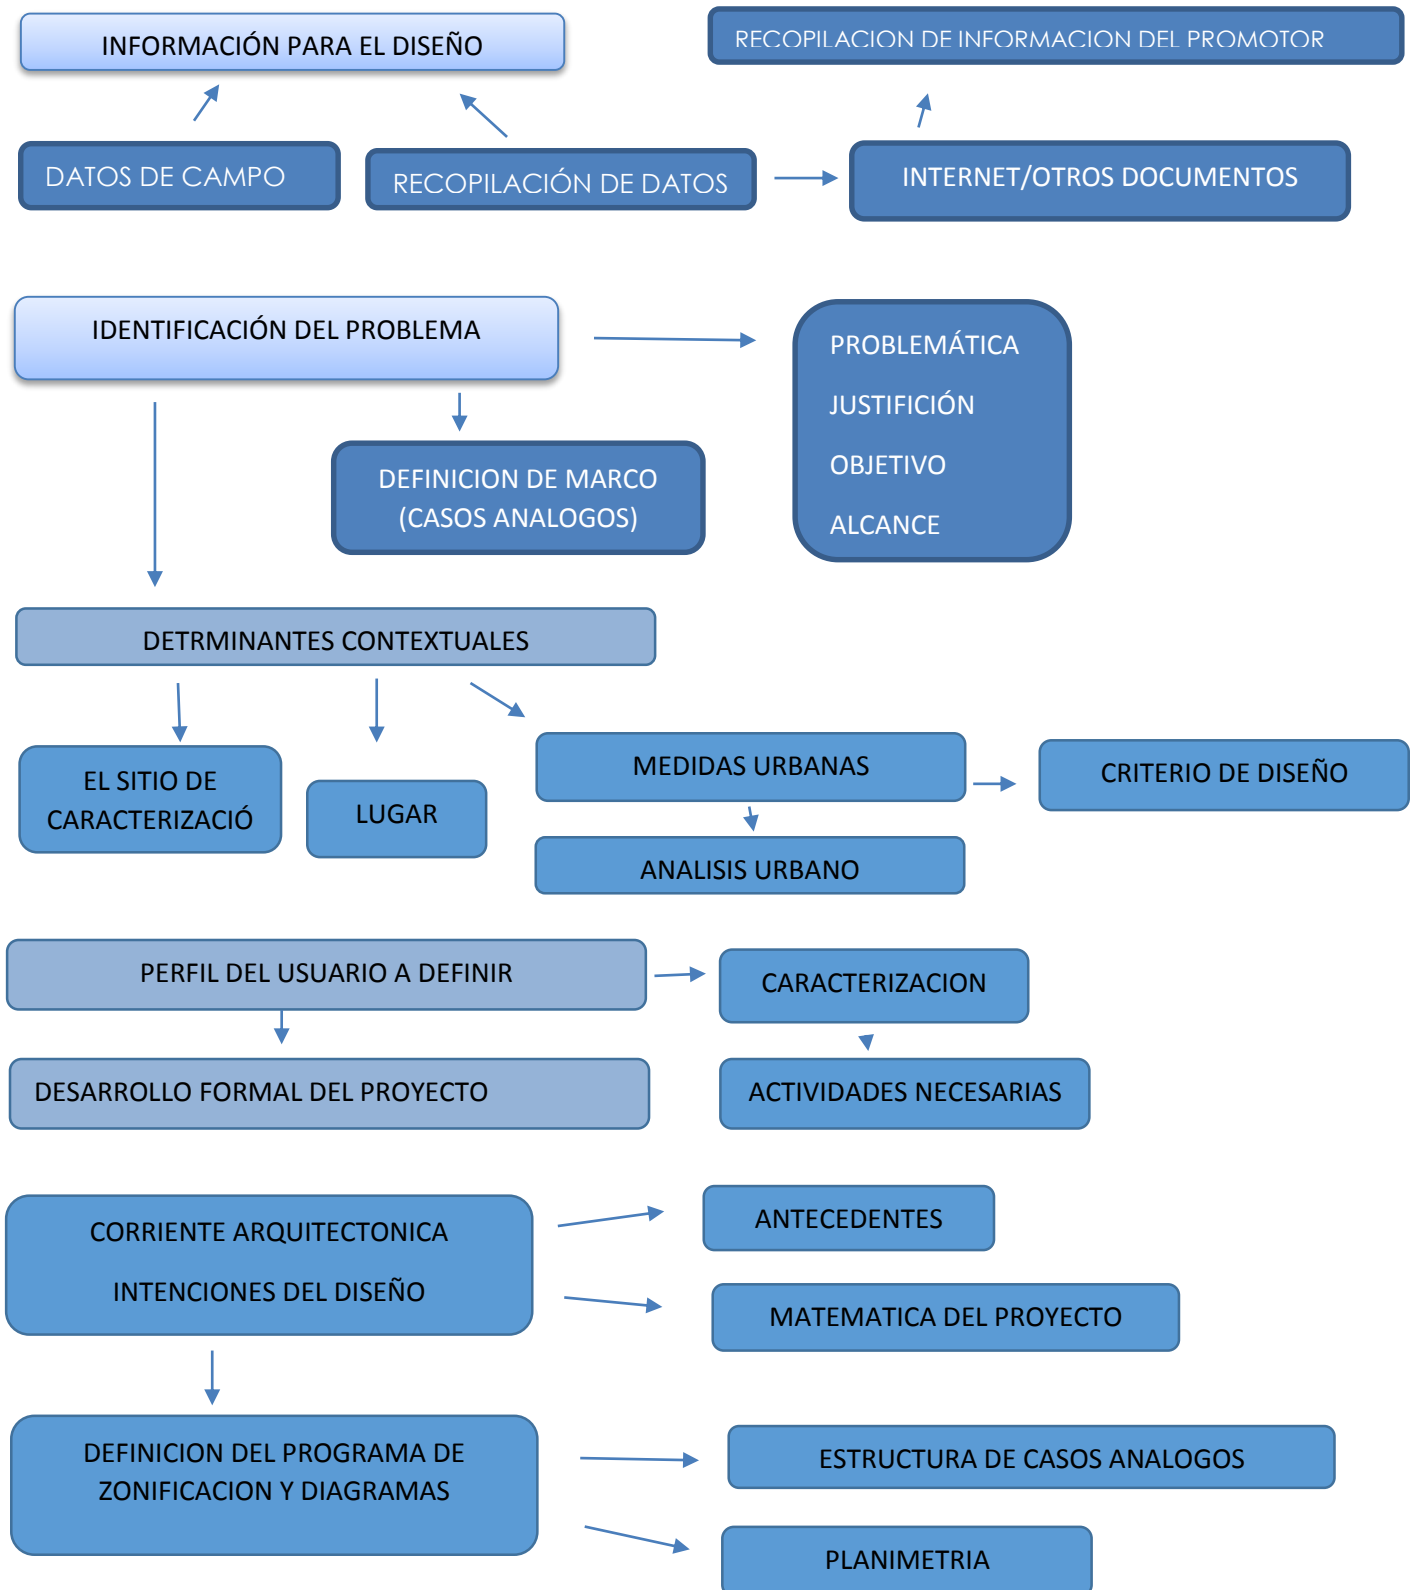 INFORMACIÓN PARA EL DISEÑO
RECOPILACION DE INFORMACION DEL PROMOTOR
DATOS DE CAMPO
RECOPILACIÓN DE DATOS
INTERNET/OTROS DOCUMENTOS
IDENTIFICACIÓN DEL PROBLEMA
PROBLEMÁTICA
JUSTIFICIÓN
OBJETIVO
ALCANCE
DEFINICION DE MARCO
(CASOS ANALOGOS)
DETRMINANTES CONTEXTUALES
EL SITIO DE
CARACTERIZACIÓ
LUGAR
MEDIDAS URBANAS
CRITERIO DE DISEÑO
ANALISIS URBANO
PERFIL DEL USUARIO A DEFINIR
CARACTERIZACION
DESARROLLO FORMAL DEL PROYECTO
ACTIVIDADES NECESARIAS
CORRIENTE ARQUITECTONICA
INTENCIONES DEL DISEÑO
ANTECEDENTES
MATEMATICA DEL PROYECTO
DEFINICION DEL PROGRAMA DE
ZONIFICACION Y DIAGRAMAS
ESTRUCTURA DE CASOS ANALOGOS
PLANIMETRIA